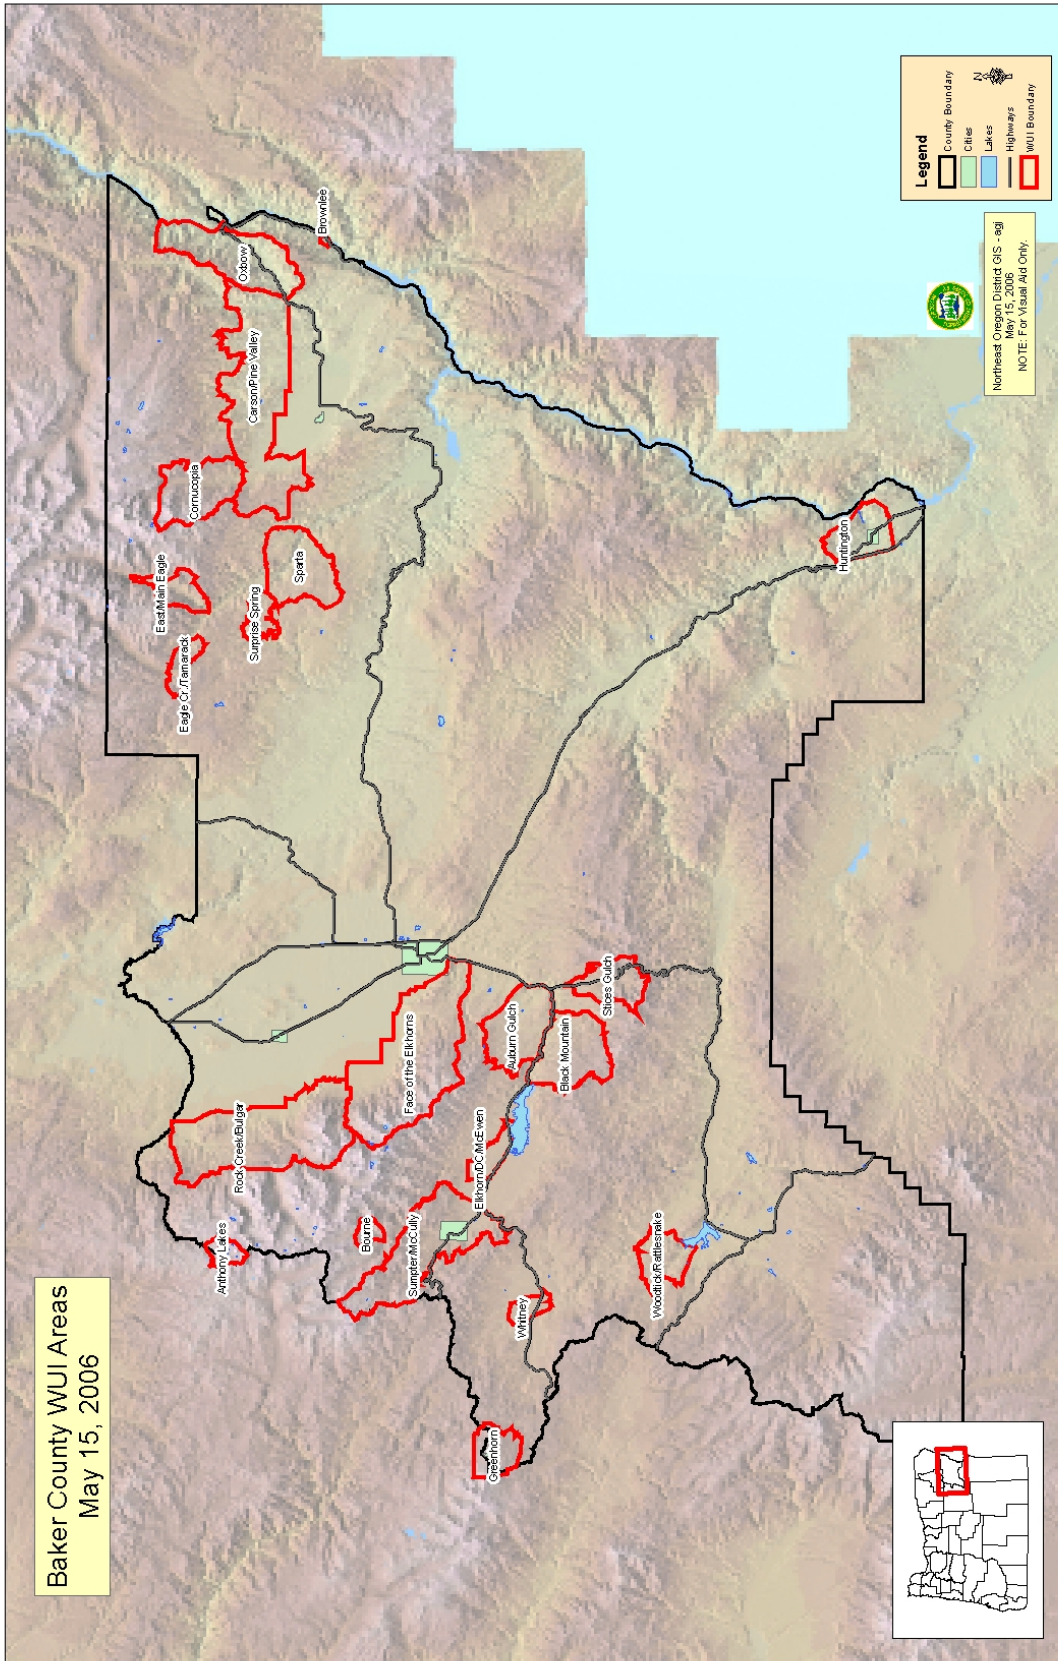 Baker County WUI Areas
May 15, 2006
Anthony Lakes
Rock Creek/Bulgar
Bourne
Sumpter/McCully
Face of the Elkhorns
Elkhorn/DC/McEwen
Auburn Gulch
Black Mountain
Stices Gulch
Greenhorn
Whitney
Woodtick/Rattlesnake
Eagle Cr./Tamarack
East/Main Eagle
Surprise Spring
Sparta
Cornucopia
Carson/Pine Valley
Oxbow
Brownlee
Huntington
Northeast Oregon District GIS - agj
May 15, 2006
NOTE: For Visual Aid Only.
Legend
County Boundary
Cities
Lakes
Highways
WUI Boundary
N